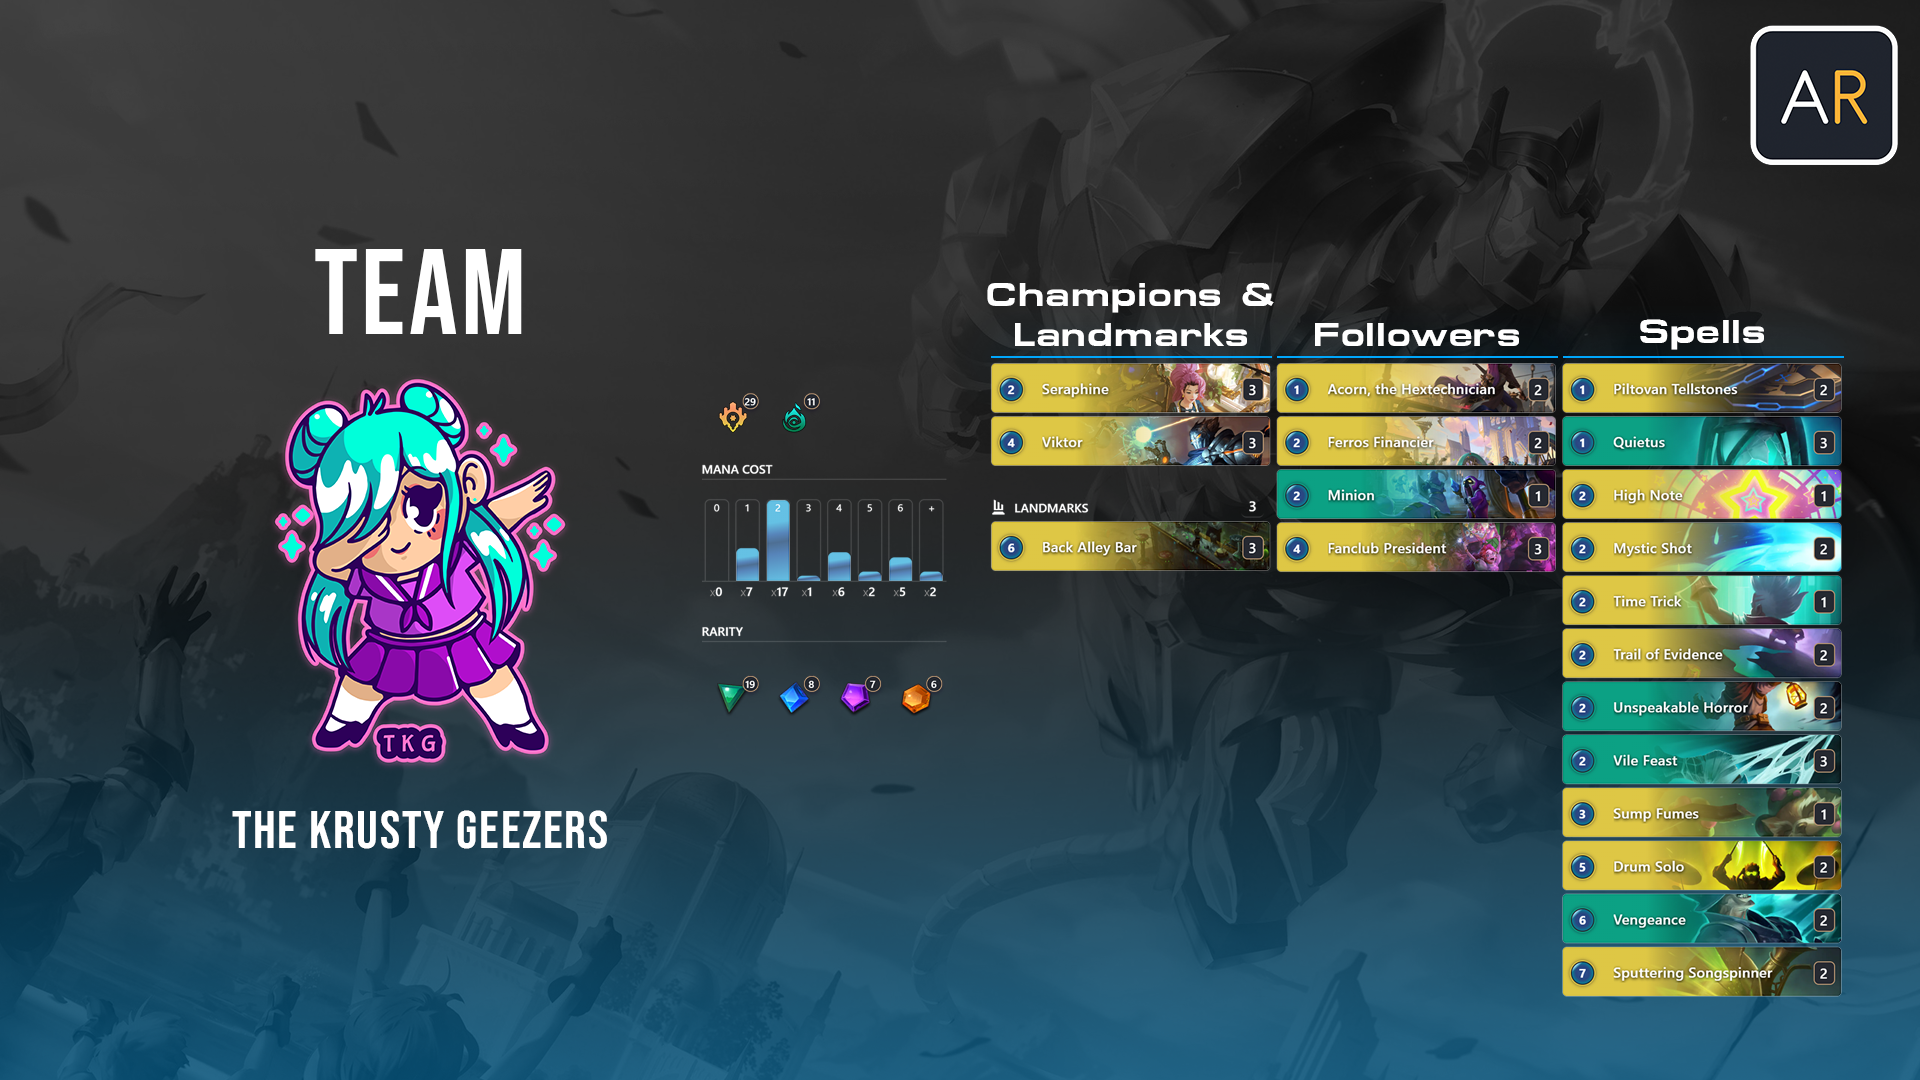 AR
TEAM
TKG
THE KRUSTY GEEZERS
29
11
MANA COST
0 1 2 3 4 5 6 +
x0 x7 x17 x1 x6 x2 x5 x2
RARITY
19
8
7
6
Champions &
Landmarks
2 Seraphine 3
4 Viktor 3
LANDMARKS 3
6 Back Alley Bar 3
Followers
1 Acorn, the Hextechnician 2
2 Ferros Financier 2
2 Minion 1
4 Fanclub President 3
Spells
1 Piltovan Tellstones 2
1 Quietus 3
2 High Note 1
2 Mystic Shot 2
2 Time Trick 1
2 Trail of Evidence 2
2 Unspeakable Horror 2
2 Vile Feast 3
3 Sump Fumes 1
5 Drum Solo 2
6 Vengeance 2
7 Sputtering Songspinner 2